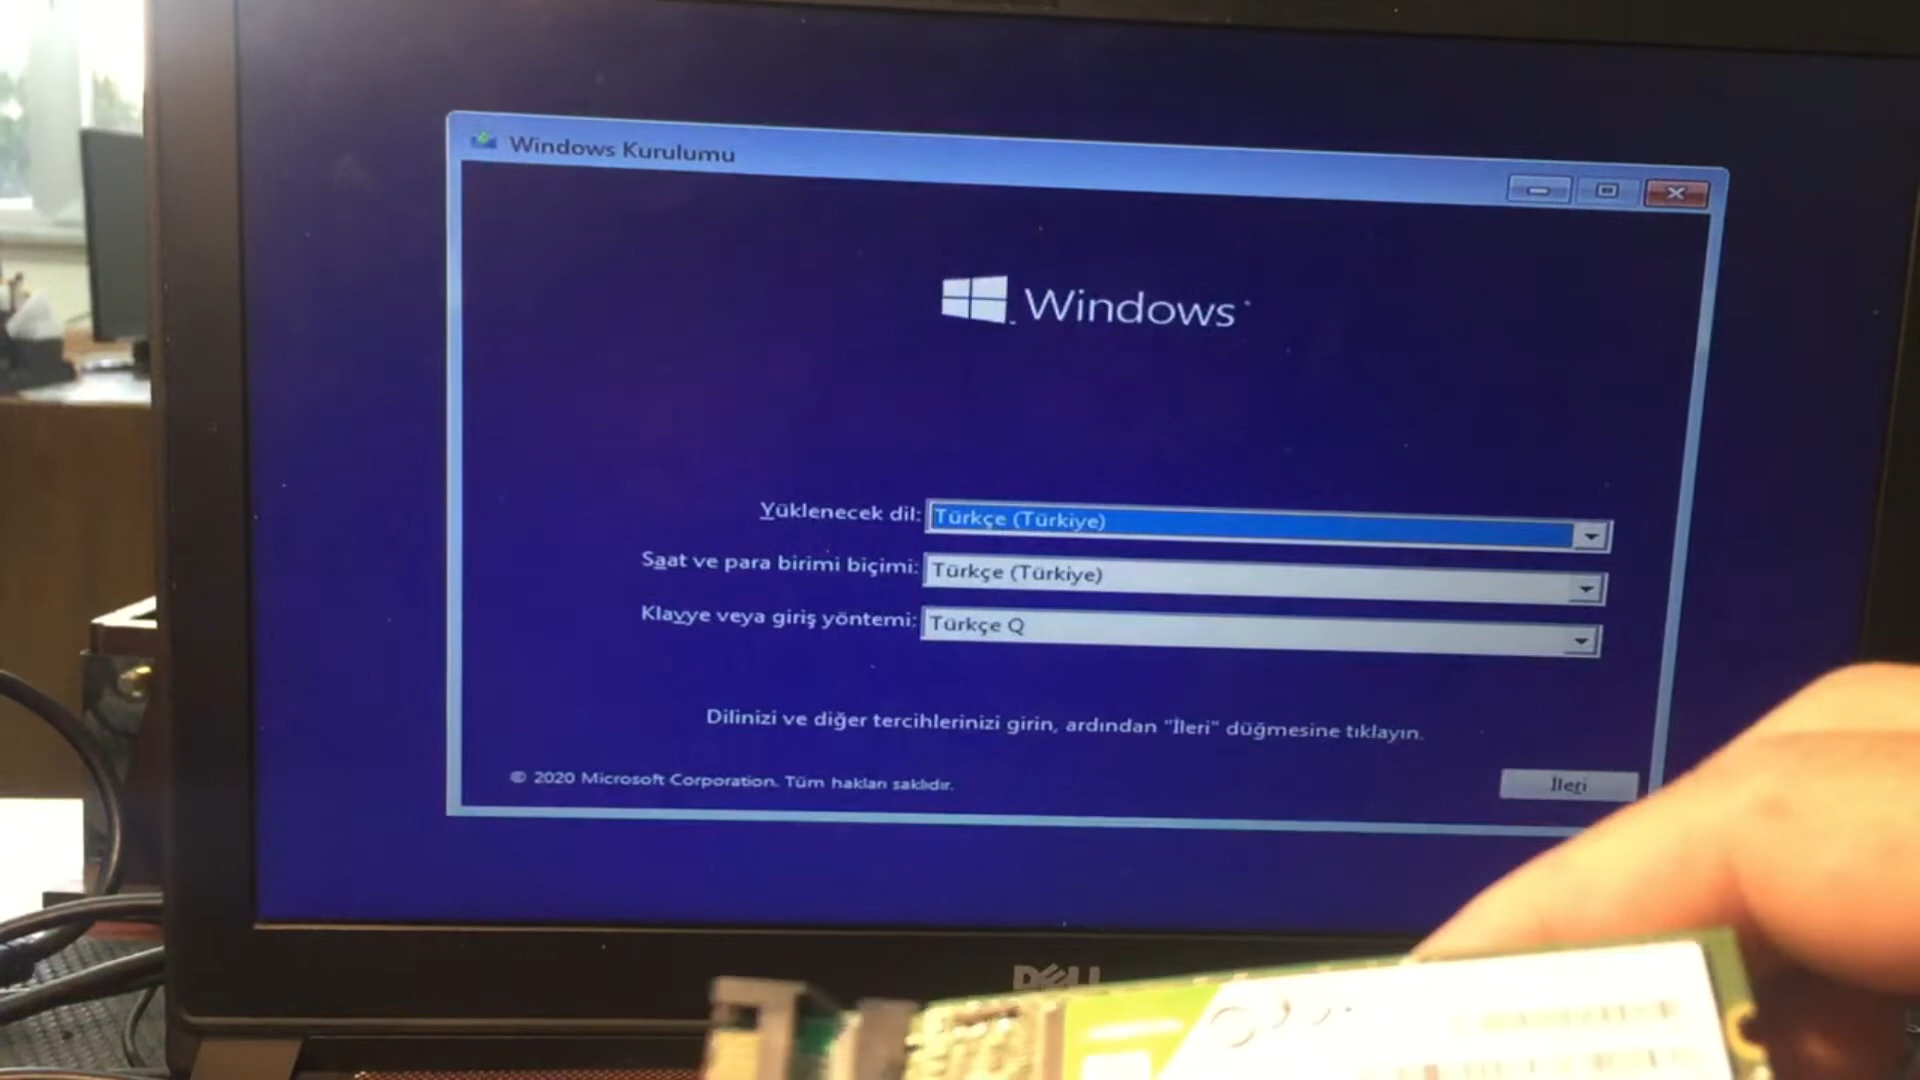 Windows Kurulumu
Windows
Yüklenecek dil: Türkçe (Türkiye)
Saat ve para birimi biçimi: Türkçe (Türkiye)
Klavye veya giriş yöntemi: Türkçe Q
Dilinizi ve diğer tercihlerinizi girin, ardından "İleri" düğmesine tıklayın.
© 2020 Microsoft Corporation. Tüm hakları saklıdır.
İleri
DELL